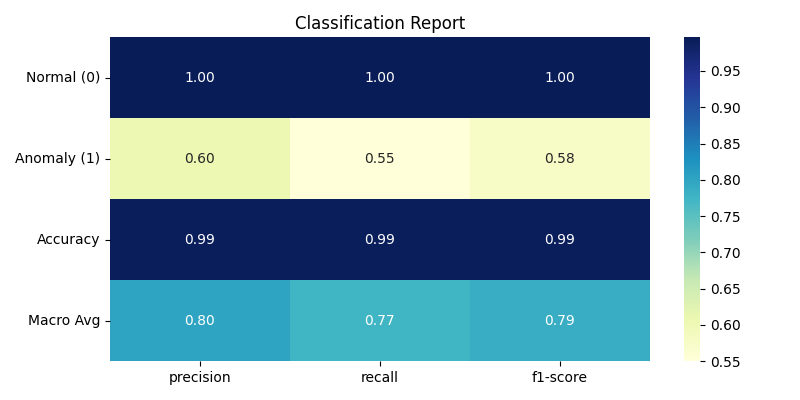 Classification Report
Normal (0) 1.00 1.00 1.00
Anomaly (1) 0.60 0.55 0.58
Accuracy 0.99 0.99 0.99
Macro Avg 0.80 0.77 0.79
precision recall f1-score
0.95
0.90
0.85
0.80
0.75
0.70
0.65
0.60
0.55